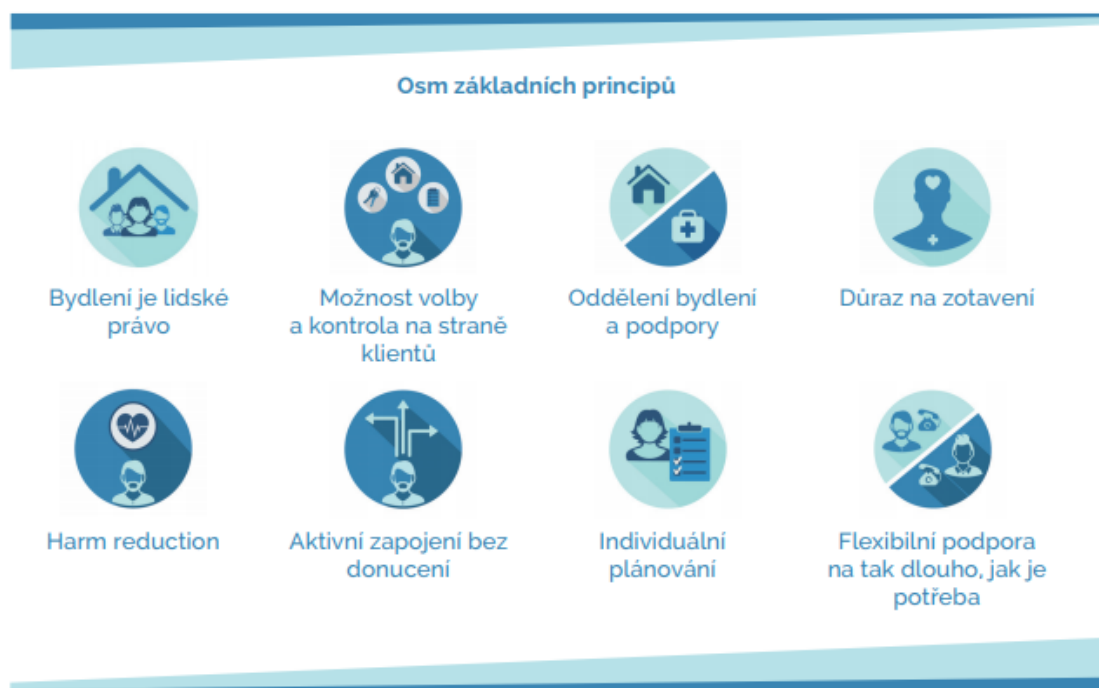 Osm základních principů
Bydlení je lidské
právo
Možnost volby
a kontrola na straně
klientů
Oddělení bydlení
a podpory
Důraz na zotavení
Harm reduction
Aktivní zapojení bez
donucení
Individuální
plánování
Flexibilní podpora
na tak dlouho, jak je
potřeba